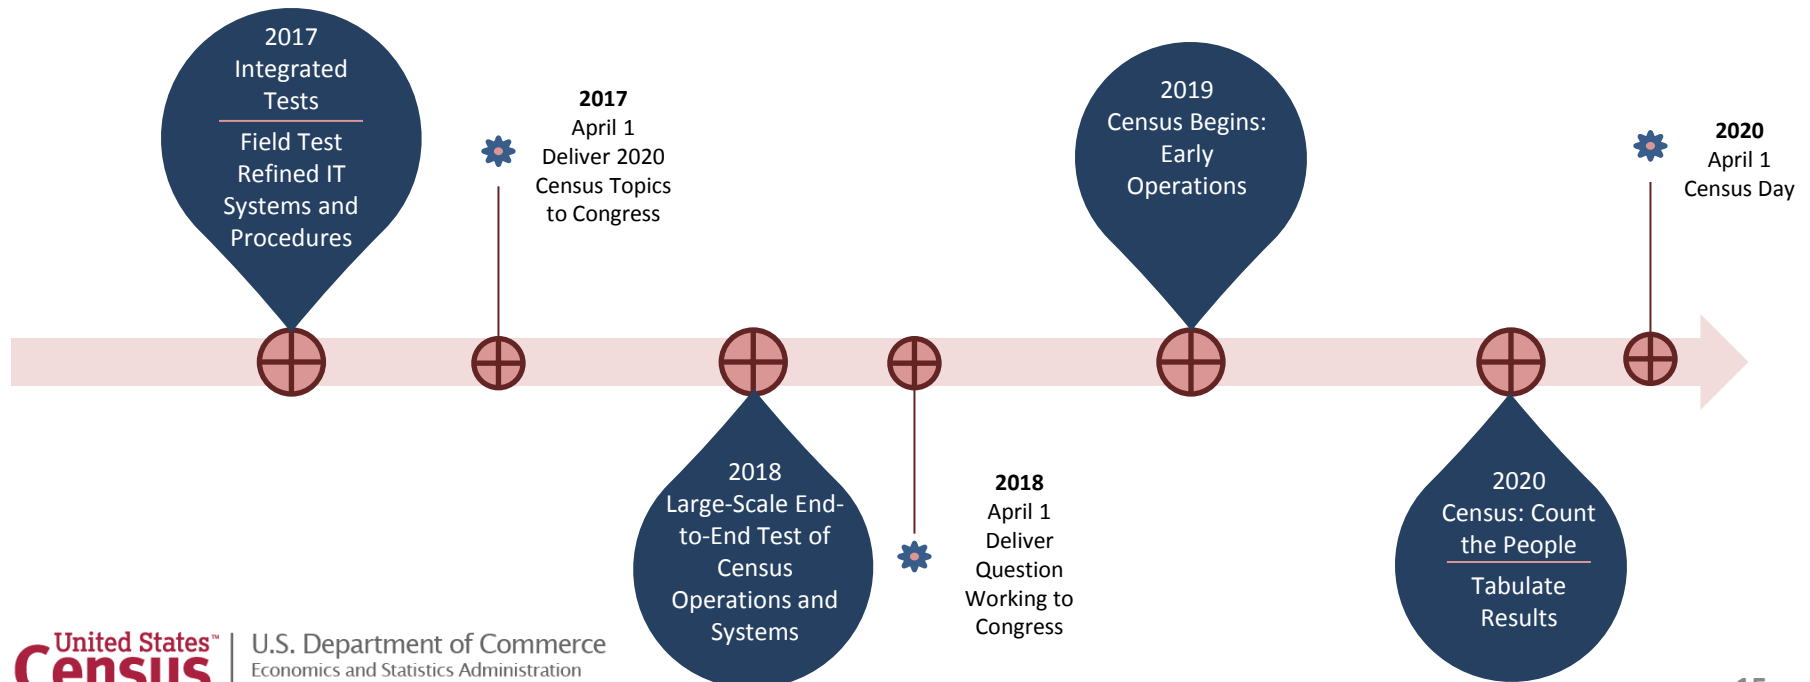 2017
Integrated
Tests
Field Test
Refined IT
Systems and
Procedures
2017
April 1
Deliver 2020
Census Topics
to Congress
2018
Large-Scale End-
to-End Test of
Census
Operations and
Systems
2018
April 1
Deliver
Question
Working to
Congress
2019
Census Begins:
Early
Operations
2020
Census: Count
the People
Tabulate
Results
2020
April 1
Census Day
United States™
Census
U.S. Department of Commerce
Economics and Statistics Administration
15